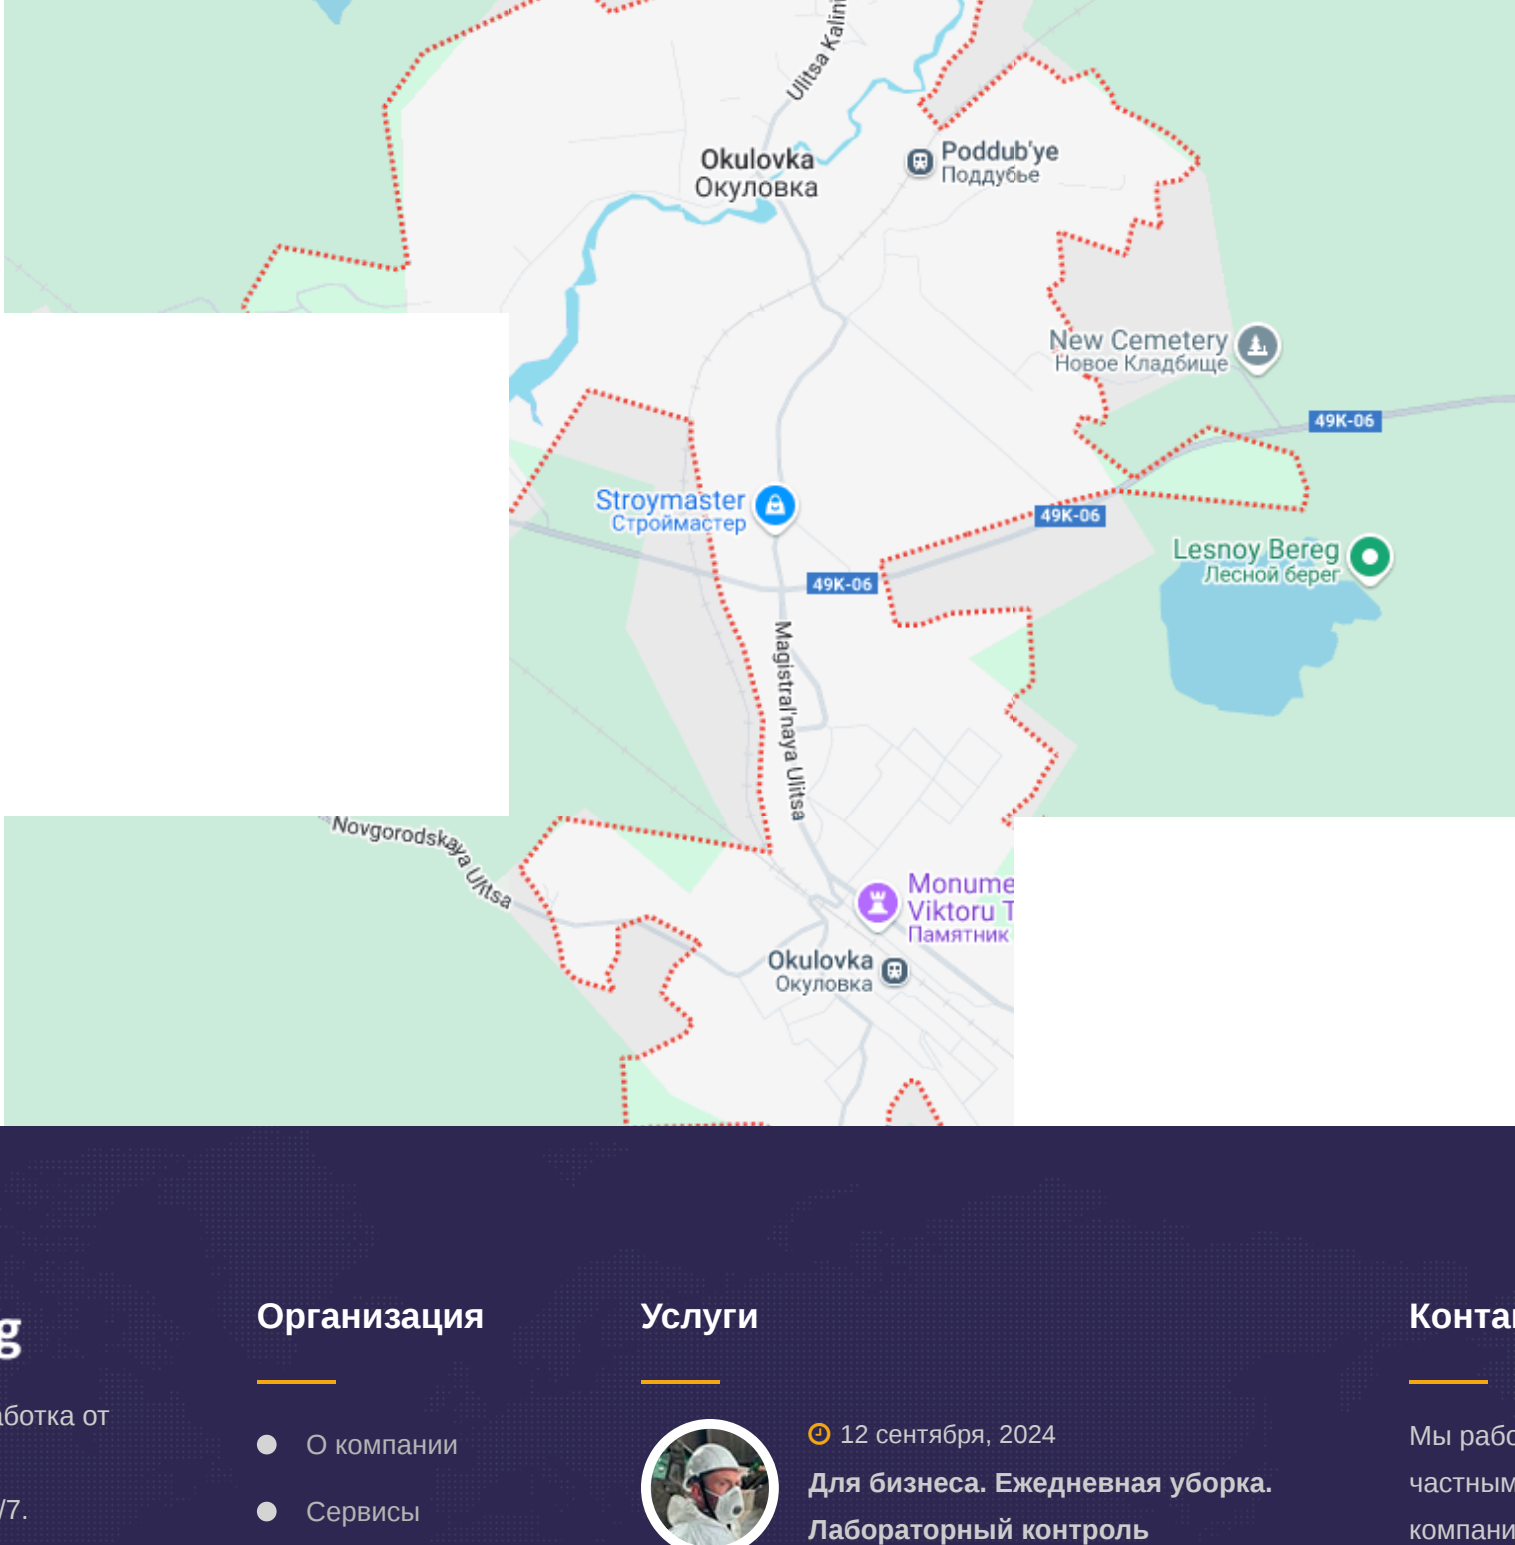 Ulitsa Kalini
Okulovka
Окуловка
Poddub'ye
Поддубье
New Cemetery
Новое Кладбище
49K-06
Stroymaster
Строймастер
49K-06
Lesnoy Bereg
Лесной берег
49K-06
Magistral'naya Ulitsa
Novgorodskaya Ulitsa
Monume
Viktoru T
Памятник
Okulovka
Окуловка
g
Организация
Услуги
Конта
аботка от
/7.
О компании
Сервисы
12 сентября, 2024
Для бизнеса. Ежедневная уборка.
Лабораторный контроль
Мы рабо
частным
компани